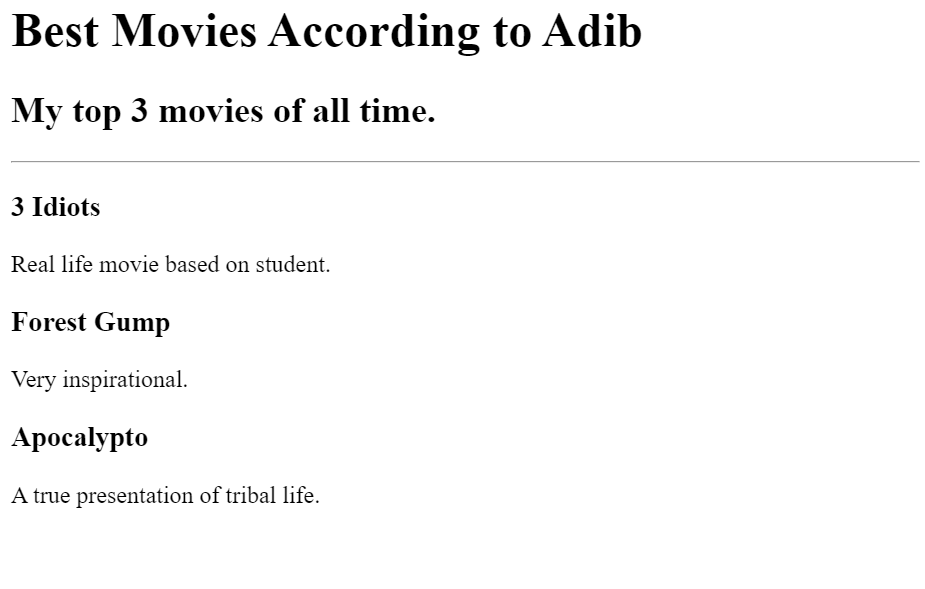 Best Movies According to Adib
My top 3 movies of all time.
3 Idiots
Real life movie based on student.
Forest Gump
Very inspirational.
Apocalypto
A true presentation of tribal life.